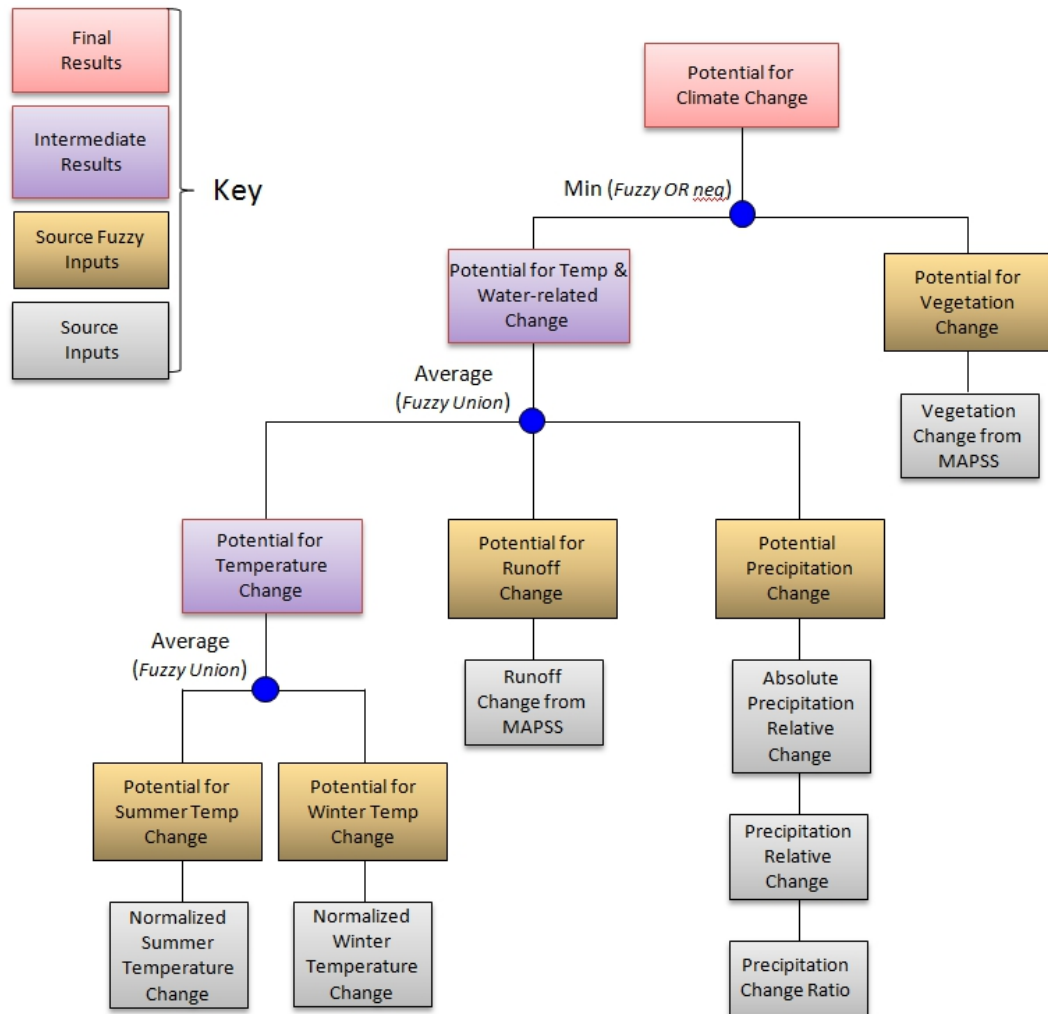 Final
Results
Intermediate
Results
Source Fuzzy
Inputs
Source
Inputs
Key
Potential for
Climate Change
Min (Fuzzy OR neg)
Potential for Temp &
Water-related
Change
Potential for
Vegetation
Change
Average
(Fuzzy Union)
Vegetation
Change from
MAPSS
Potential for
Temperature
Change
Potential for
Runoff
Change
Potential
Precipitation
Change
Average
(Fuzzy Union)
Runoff
Change from
MAPSS
Absolute
Precipitation
Relative
Change
Potential for
Summer Temp
Change
Potential for
Winter Temp
Change
Precipitation
Relative
Change
Normalized
Summer
Temperature
Change
Normalized
Winter
Temperature
Change
Precipitation
Change Ratio